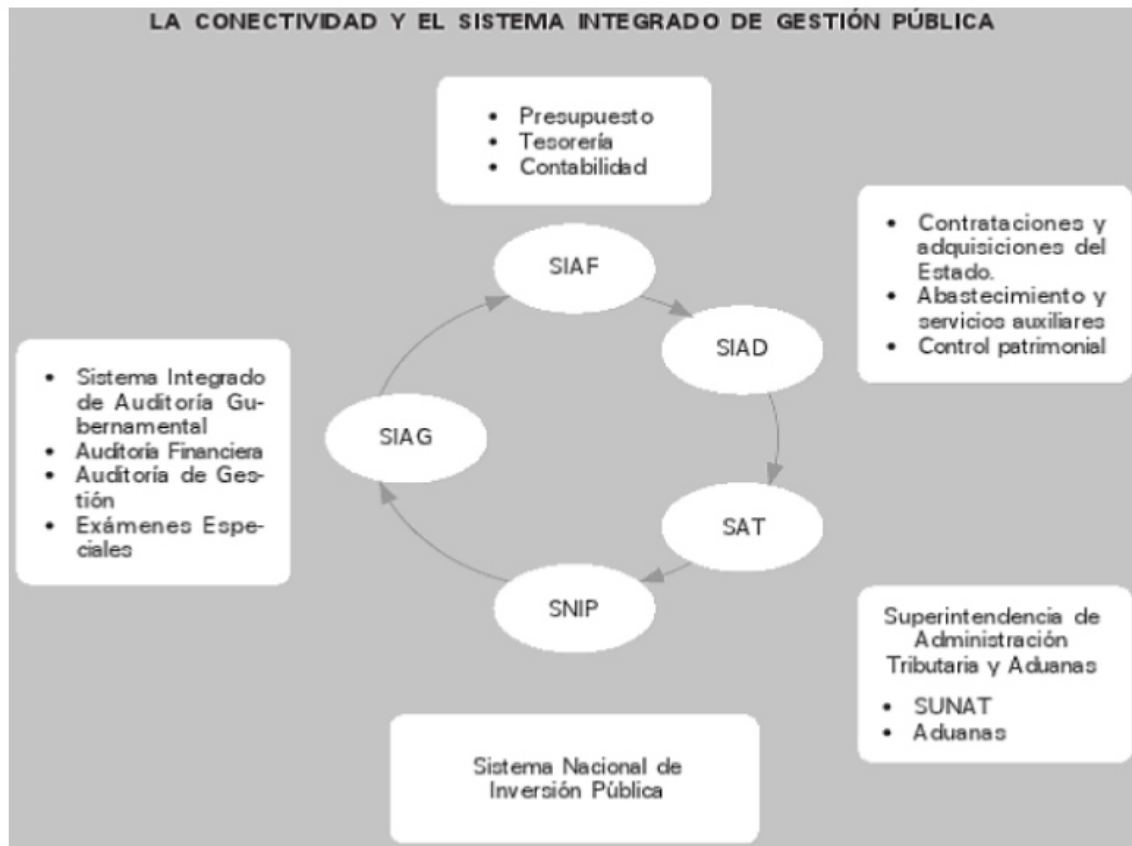 LA CONECTIVIDAD Y EL SISTEMA INTEGRADO DE GESTIÓN PÚBLICA
• Presupuesto
• Tesorería
• Contabilidad
• Contrataciones y
adquisiciones del
Estado.
• Abastecimiento y
servicios auxiliares
• Control patrimonial
SIAF
SIAD
• Sistema Integrado
de Auditoría Gu-
bernamental
• Auditoría Financiera
• Auditoría de Ges-
tión
• Exámenes Espe-
ciales
SIAG
SAT
SNIP
Superintendencia de
Administración
Tributaria y Aduanas
• SUNAT
• Aduanas
Sistema Nacional de
Inversión Pública